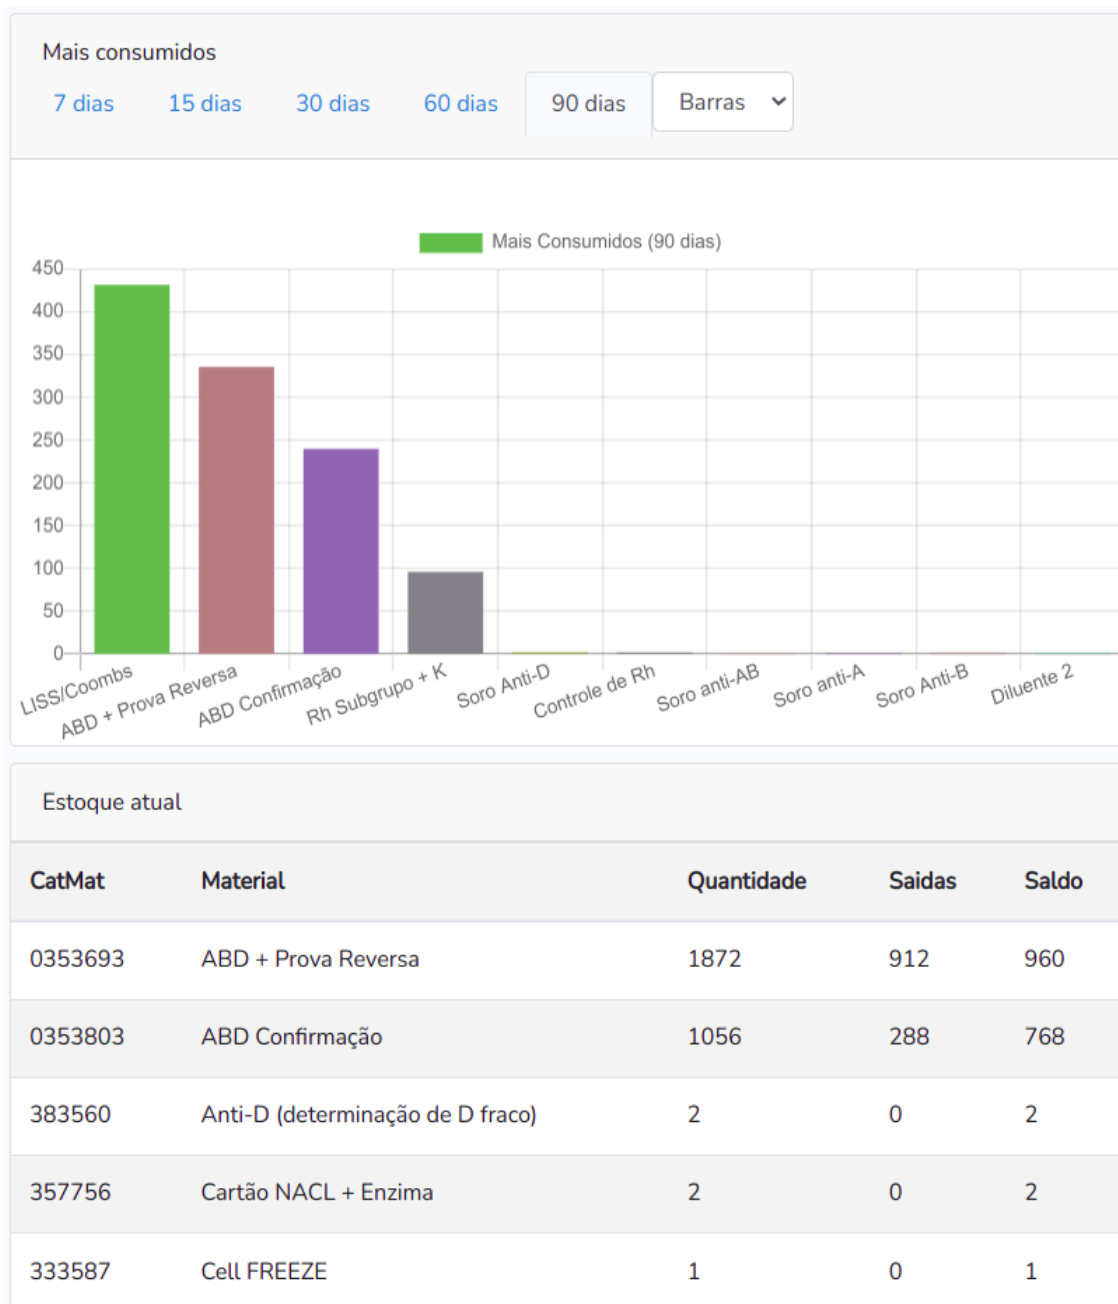 Mais consumidos
7 dias 15 dias 30 dias 60 dias 90 dias Barras
Mais Consumidos (90 dias)
450
400
350
300
250
200
150
100
50
0
LISS/Coombs
ABD + Prova Reversa
ABD Confirmação
Rh Subgrupo + K
Soro Anti-D
Controle de Rh
Soro anti-AB
Soro anti-A
Soro Anti-B
Diluente 2
Estoque atual
CatMat Material Quantidade Saidas Saldo
0353693 ABD + Prova Reversa 1872 912 960
0353803 ABD Confirmação 1056 288 768
383560 Anti-D (determinação de D fraco) 2 0 2
357756 Cartão NACL + Enzima 2 0 2
333587 Cell FREEZE 1 0 1